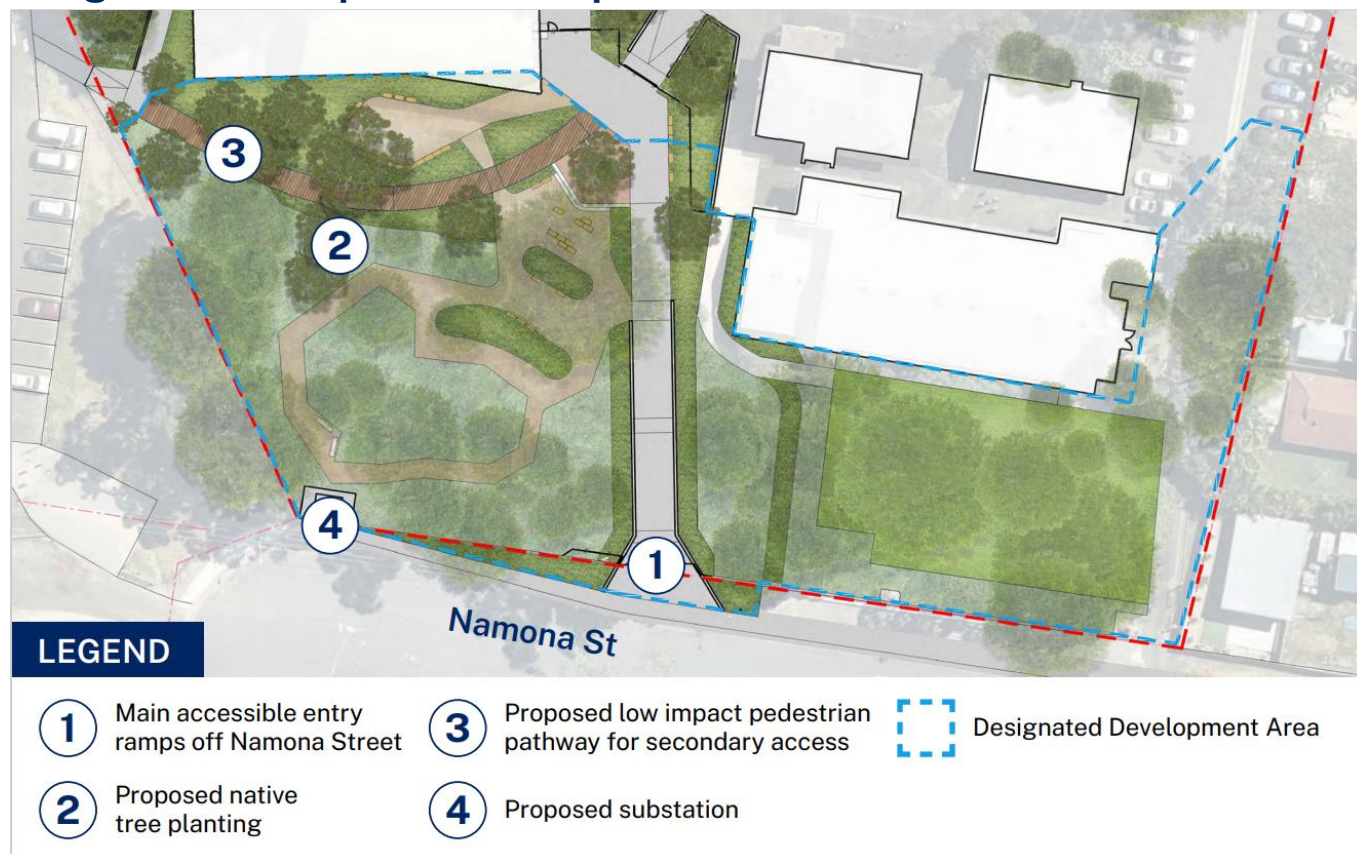 3
2
4
1
Namona St
LEGEND
1 Main accessible entry
ramps off Namona Street
2 Proposed native
tree planting
3 Proposed low impact pedestrian
pathway for secondary access
4 Proposed substation
Designated Development Area